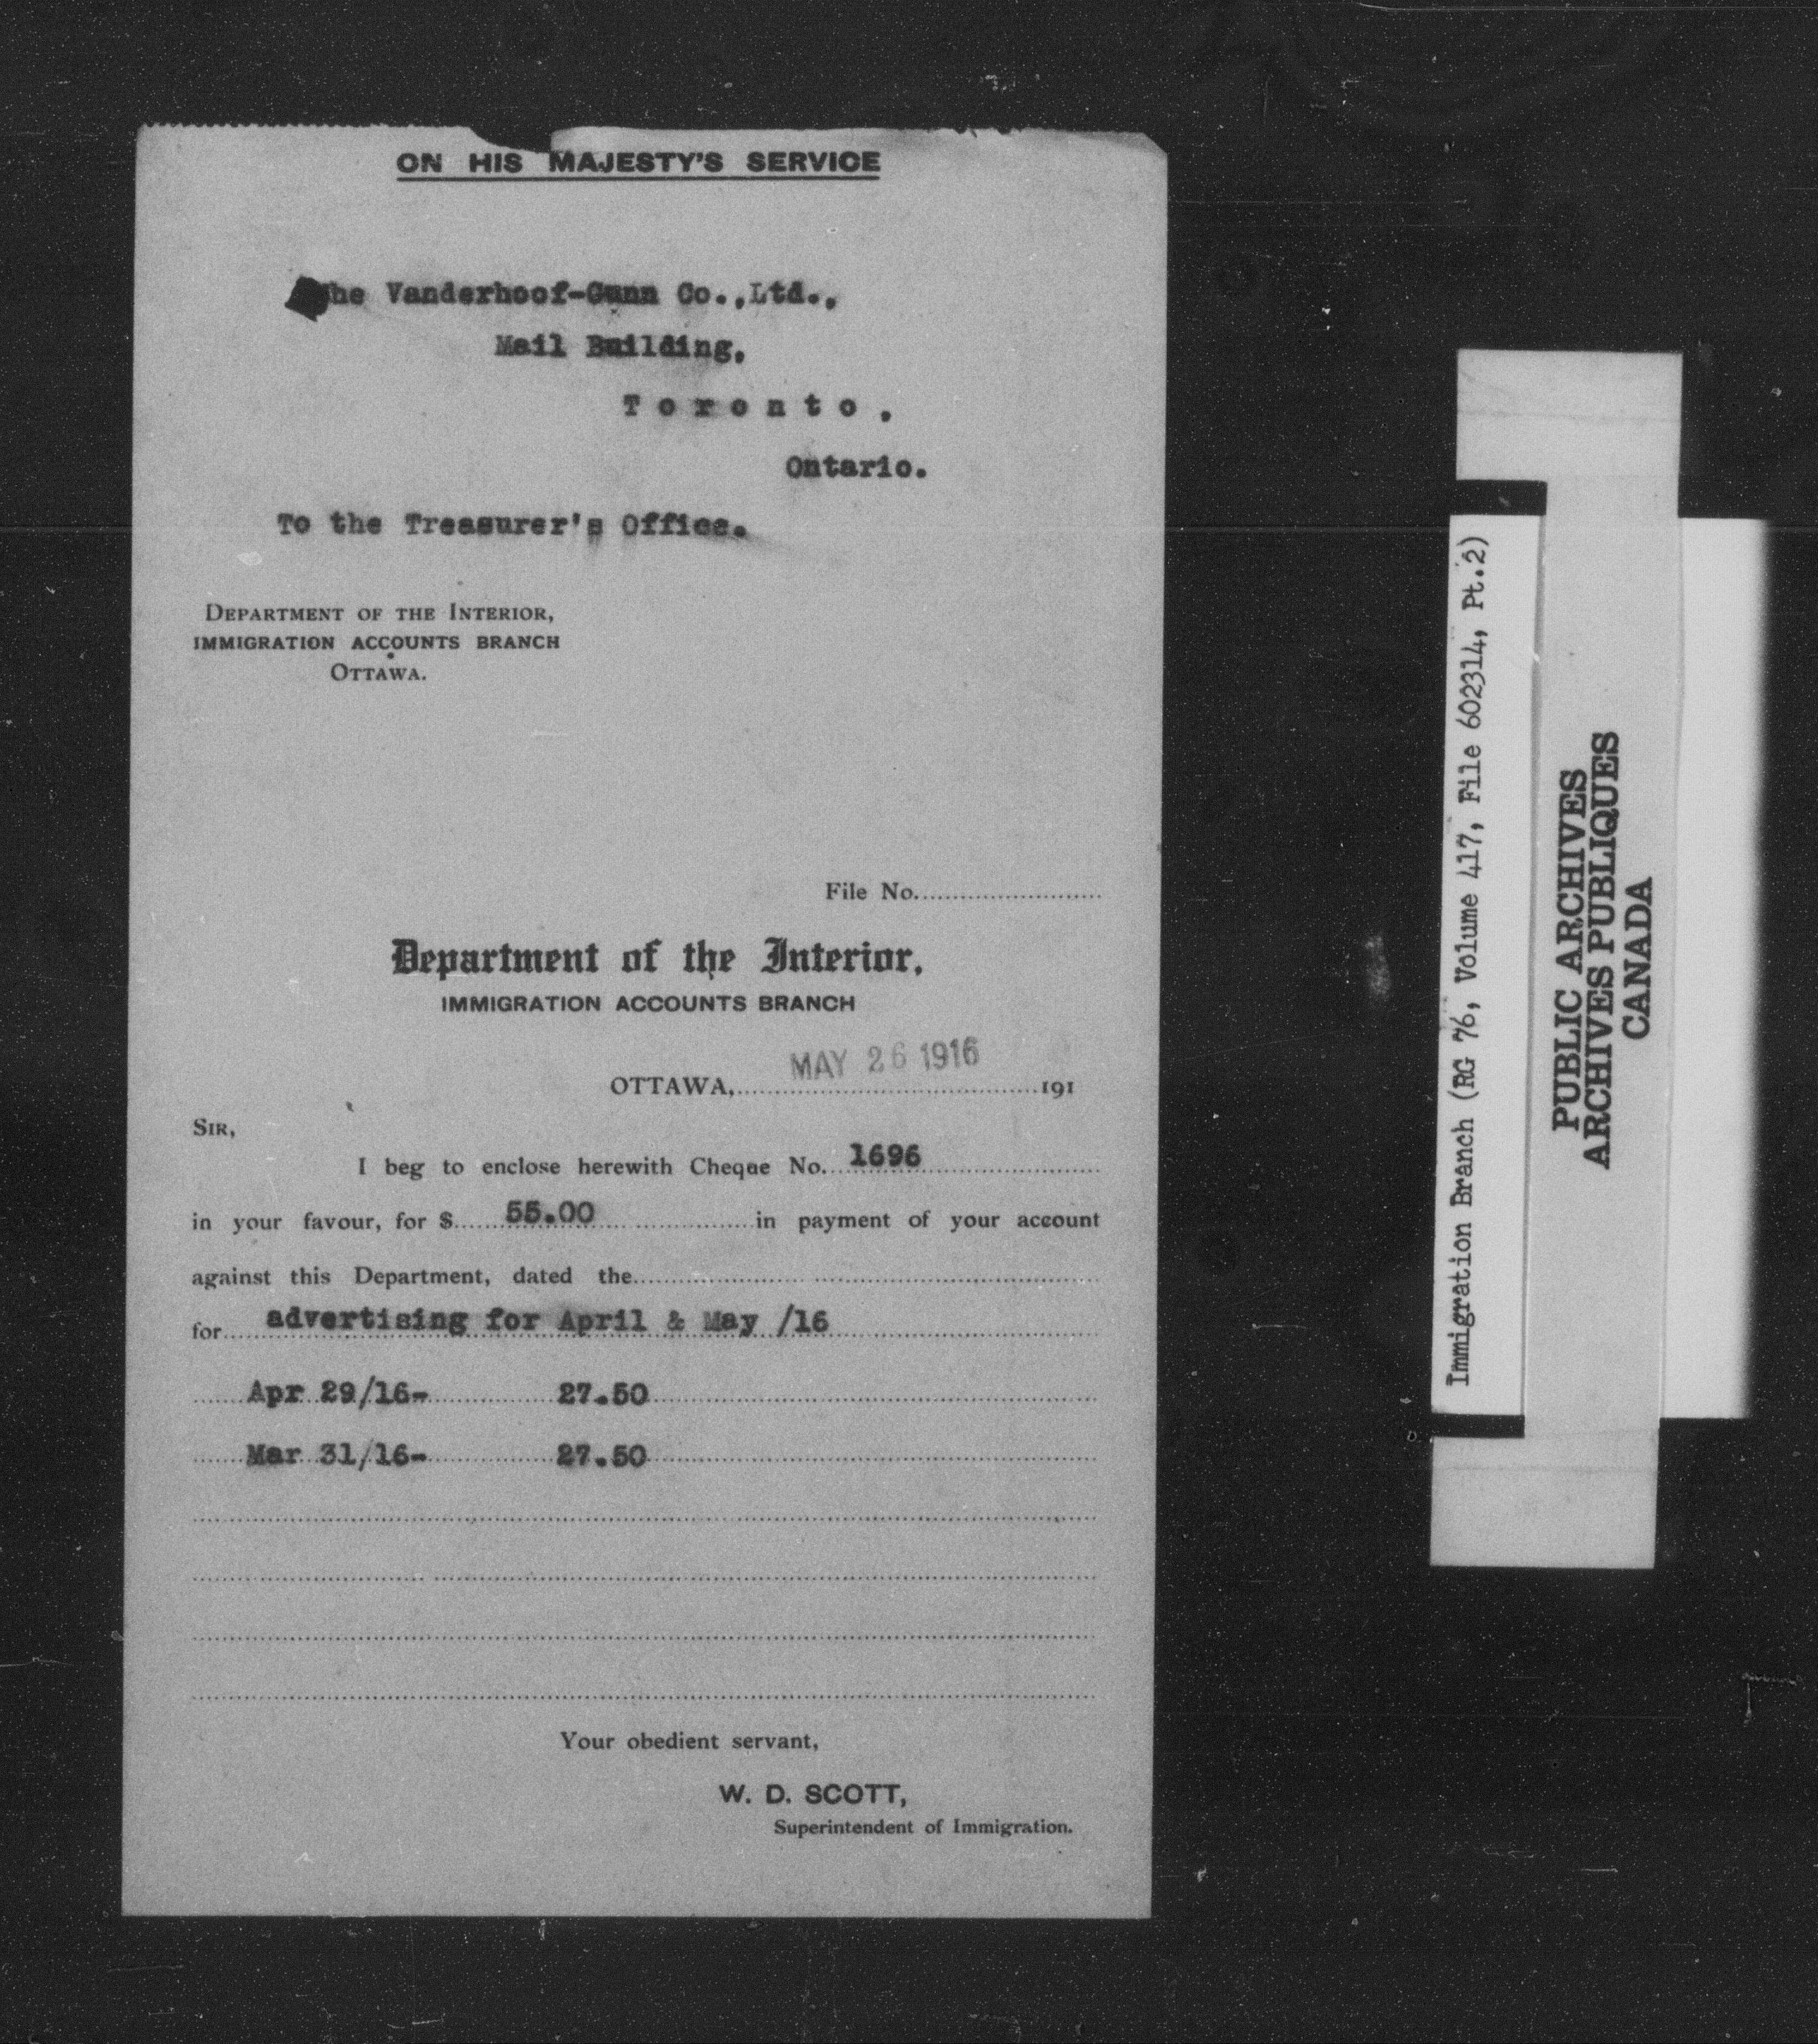 ON HIS MAJESTY'S SERVICE
The Vanderhoof-Gunn Co.,Ltd.,
Mail Building,
Toronto.
Ontario.
To the Treasurer's Office.
DEPARTMENT OF THE INTERIOR,
IMMIGRATION ACCOUNTS BRANCH
OTTAWA.
File No.
Department of the Interior,
IMMIGRATION ACCOUNTS BRANCH
MAY 26 1916
OTTAWA, 191
SIR,
I beg to enclose herewith Cheque No. 1696
in your favour, for $ 55.00 in payment of your account
against this Department, dated the
for advertising for April & May /16
Apr 29/16- 27.50
Mar 31/16- 27.50
Your obedient servant,
W. D. SCOTT,
Superintendent of Immigration.
Immigration Branch (RG 76, Volume 417, File 602314, Pt.2)
PUBLIC ARCHIVES
ARCHIVES PUBLIQUES
CANADA